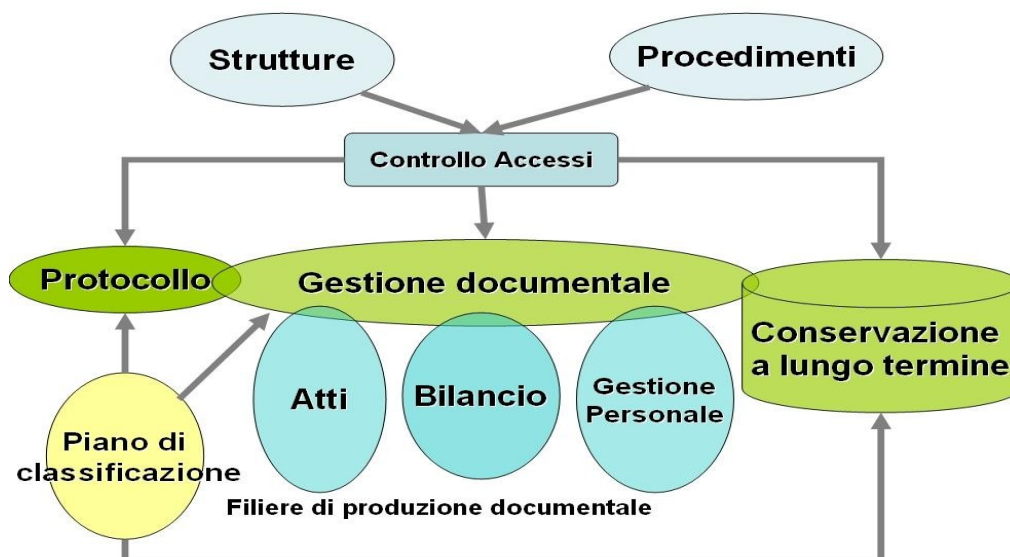 Strutture
Procedimenti
Controllo Accessi
Protocollo
Gestione documentale
Conservazione
a lungo termine
Atti
Bilancio
Gestione
Personale
Piano di
classificazione
Filiere di produzione documentale